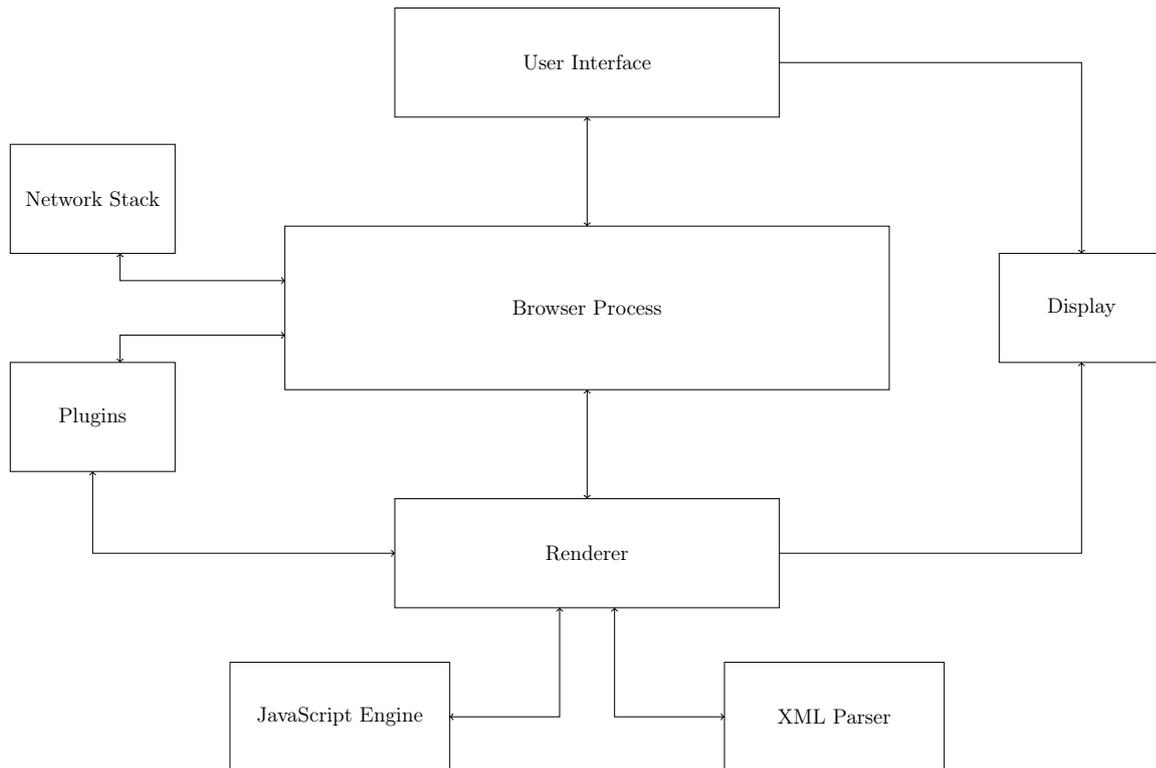 User Interface
Network Stack
Browser Process
Display
Plugins
Renderer
JavaScript Engine
XML Parser